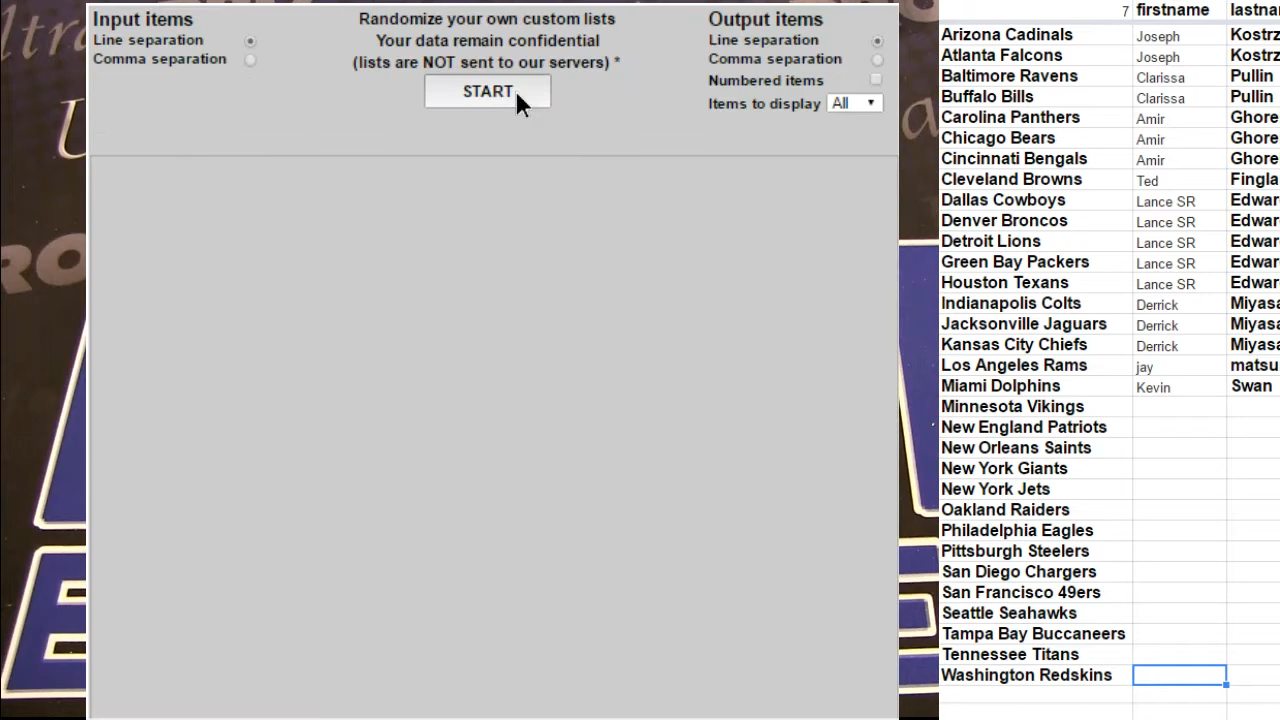 Input items
Line separation
Comma separation
Randomize your own custom lists
Your data remain confidential
(lists are NOT sent to our servers) *
START
Output items
Line separation
Comma separation
Numbered items
Items to display All
7 firstname lastnam
Arizona Cadinals Joseph Kostrz
Atlanta Falcons Joseph Kostrz
Baltimore Ravens Clarissa Pullin
Buffalo Bills Clarissa Pullin
Carolina Panthers Amir Ghore
Chicago Bears Amir Ghore
Cincinnati Bengals Amir Ghore
Cleveland Browns Ted Fingla
Dallas Cowboys Lance SR Edwar
Denver Broncos Lance SR Edwar
Detroit Lions Lance SR Edwar
Green Bay Packers Lance SR Edwar
Houston Texans Lance SR Edwar
Indianapolis Colts Derrick Miyasa
Jacksonville Jaguars Derrick Miyasa
Kansas City Chiefs Derrick Miyasa
Los Angeles Rams jay matsu
Miami Dolphins Kevin Swan
Minnesota Vikings
New England Patriots
New Orleans Saints
New York Giants
New York Jets
Oakland Raiders
Philadelphia Eagles
Pittsburgh Steelers
San Diego Chargers
San Francisco 49ers
Seattle Seahawks
Tampa Bay Buccaneers
Tennessee Titans
Washington Redskins